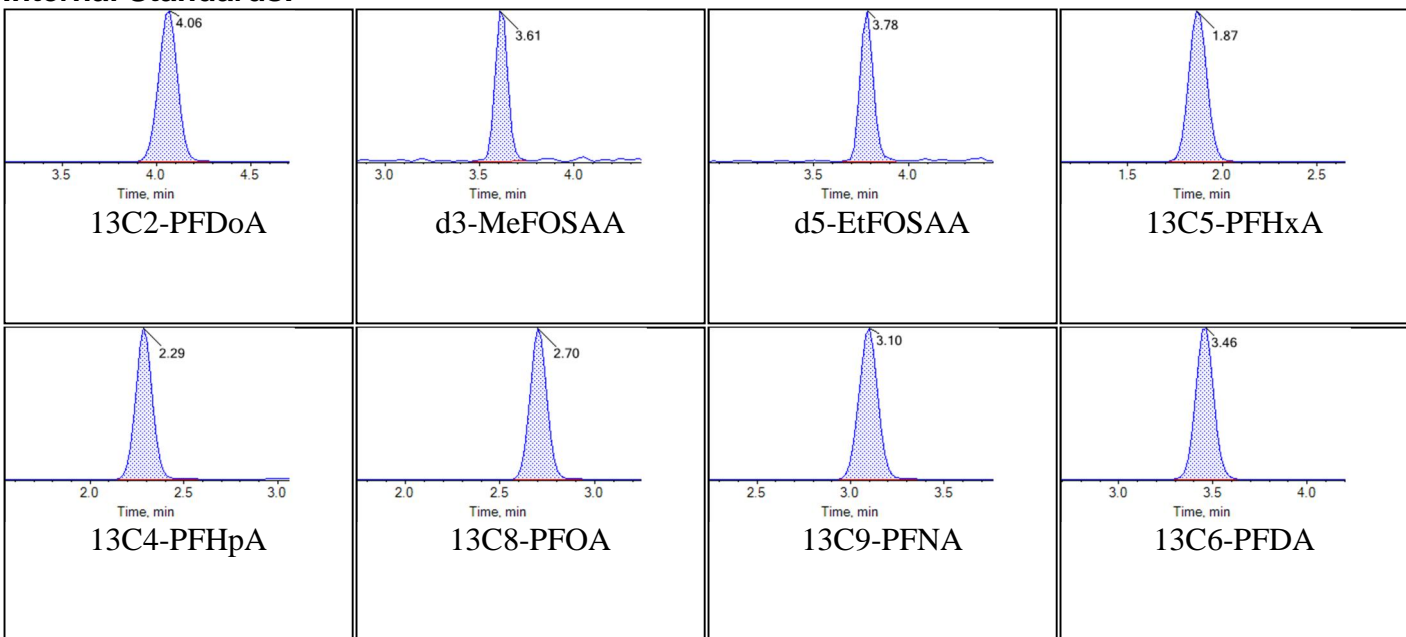 Internal Standards:
4.06
3.61
3.78
1.87
3.5 4.0 4.5
3.0 3.5 4.0
3.5 4.0
1.5 2.0 2.5
Time, min
Time, min
Time, min
Time, min
13C2-PFDoA
d3-MeFOSAA
d5-EtFOSAA
13C5-PFHxA
2.29
2.70
3.10
3.46
2.0 2.5 3.0
2.0 2.5 3.0
2.5 3.0 3.5
3.0 3.5 4.0
Time, min
Time, min
Time, min
Time, min
13C4-PFHpA
13C8-PFOA
13C9-PFNA
13C6-PFDA